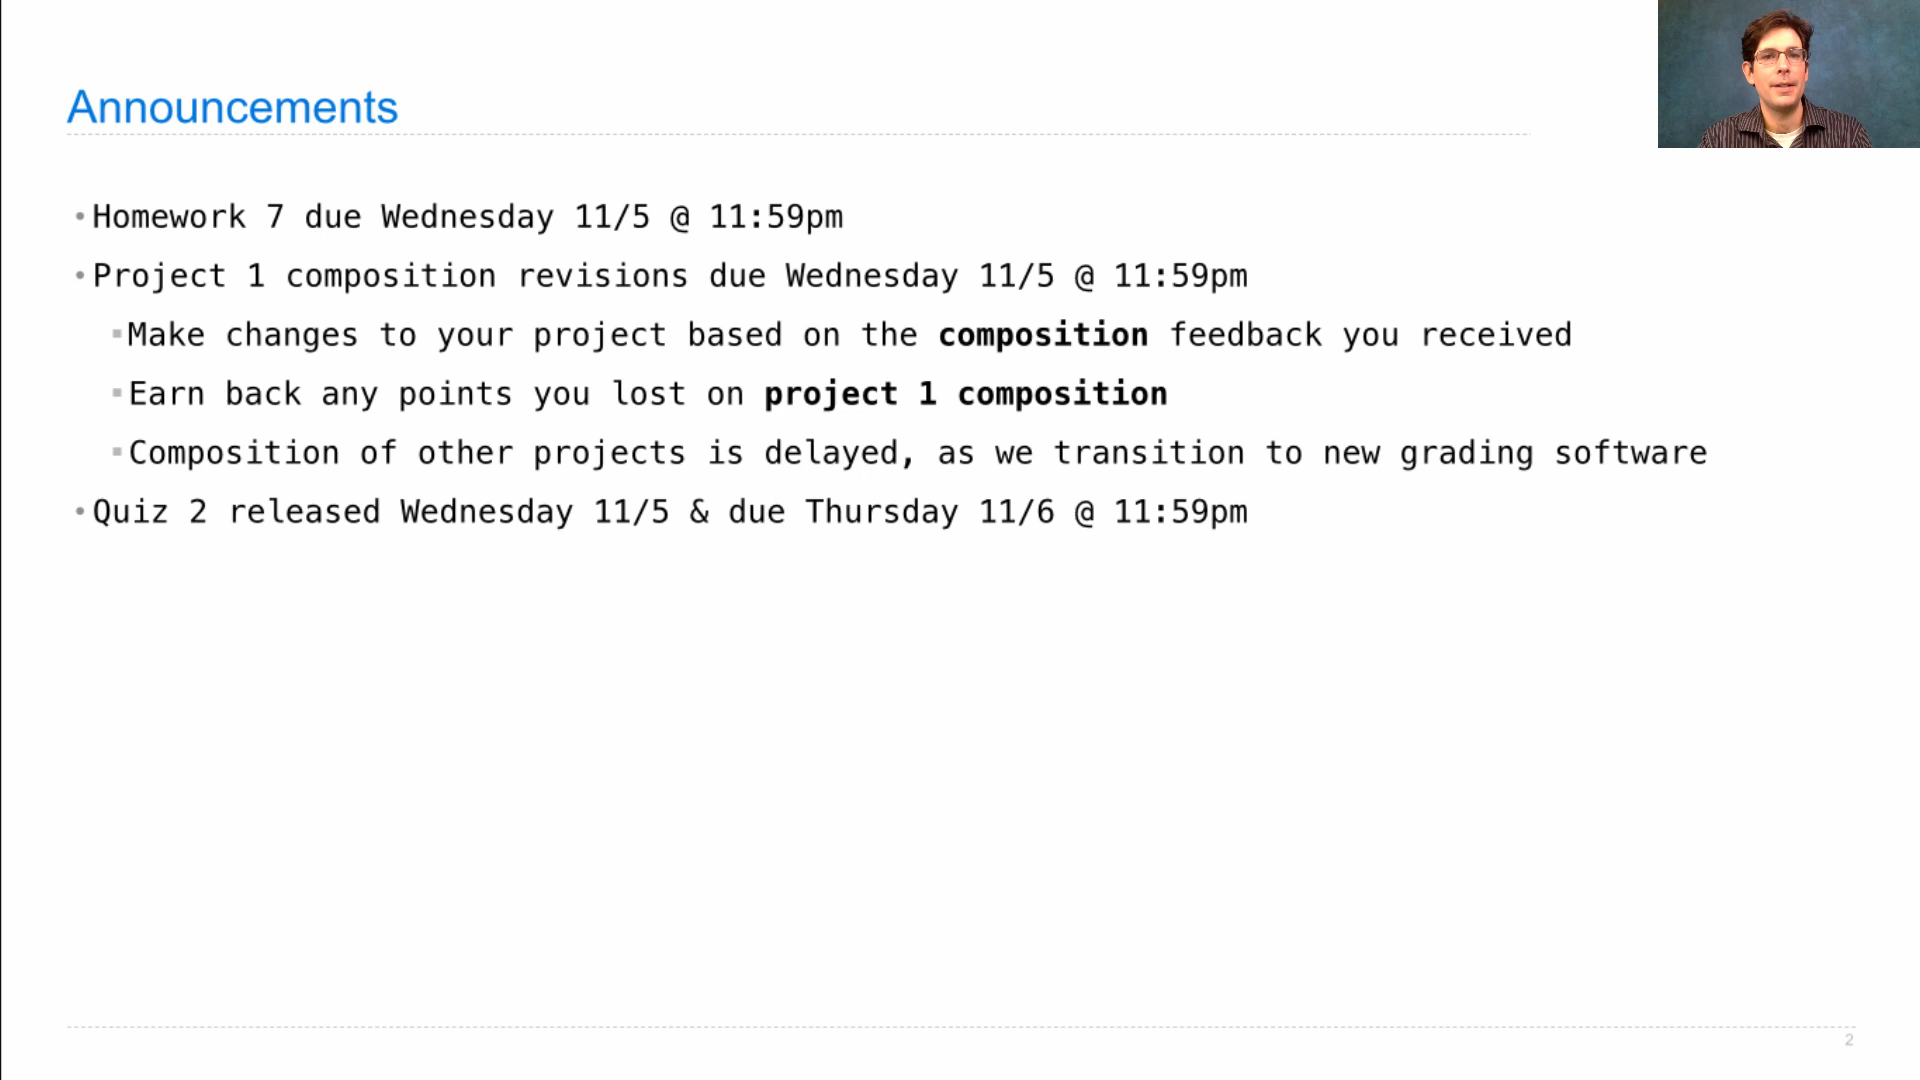 Announcements
•Homework 7 due Wednesday 11/5 @ 11:59pm
•Project 1 composition revisions due Wednesday 11/5 @ 11:59pm
▪Make changes to your project based on the composition feedback you received
▪Earn back any points you lost on project 1 composition
▪Composition of other projects is delayed, as we transition to new grading software
•Quiz 2 released Wednesday 11/5 & due Thursday 11/6 @ 11:59pm
2